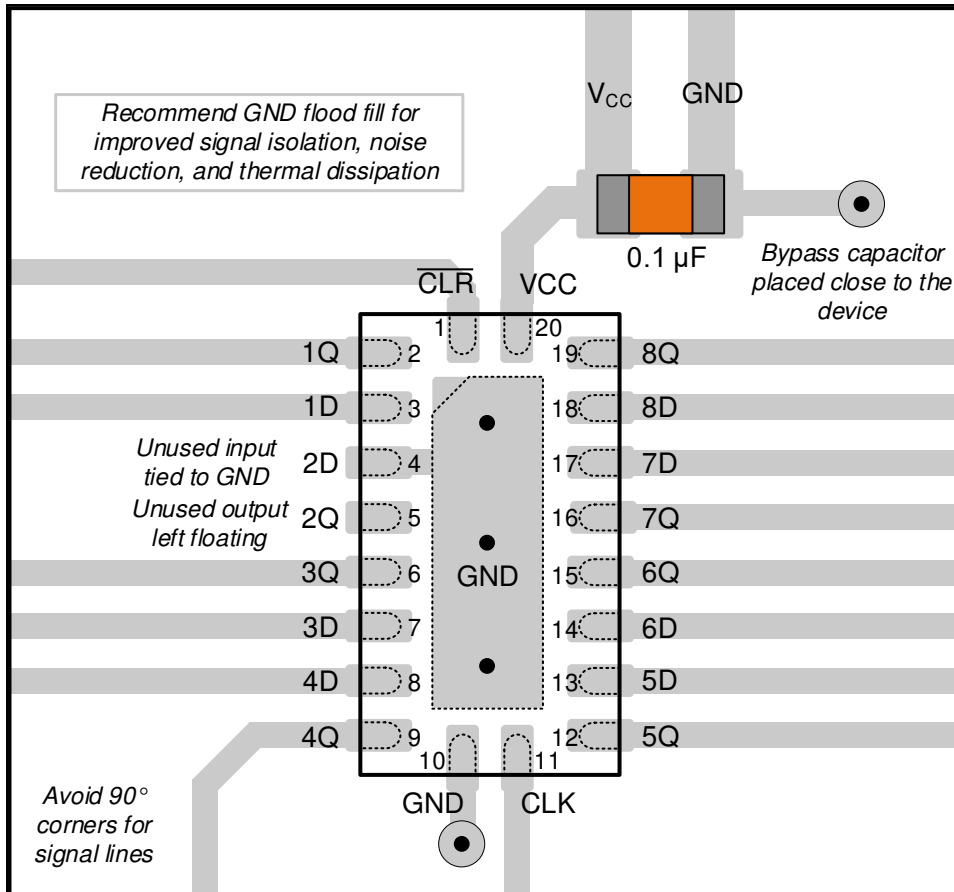 V_CC GND
Recommend GND flood fill for
improved signal isolation, noise
reduction, and thermal dissipation
0.1 µF
Bypass capacitor
placed close to the
device
C̅L̅R̅ VCC
1 20
1Q 2 19 8Q
1D 3 18 8D
Unused input
tied to GND
2D 4 17 7D
Unused output
left floating
2Q 5 16 7Q
3Q 6 GND 15 6Q
3D 7 14 6D
4D 8 13 5D
4Q 9 12 5Q
10 11
GND CLK
Avoid 90°
corners for
signal lines